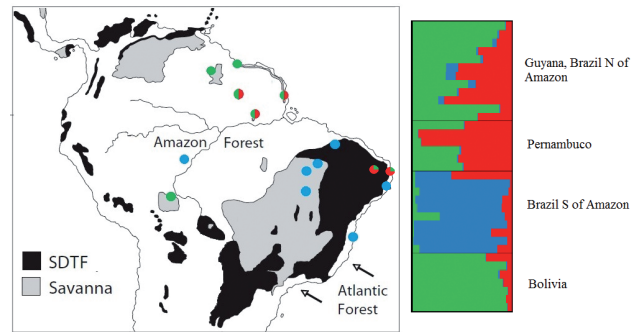 Amazon Forest
SDTF
Savanna
Atlantic
Forest
Guyana, Brazil N of
Amazon
Pernambuco
Brazil S of Amazon
Bolivia